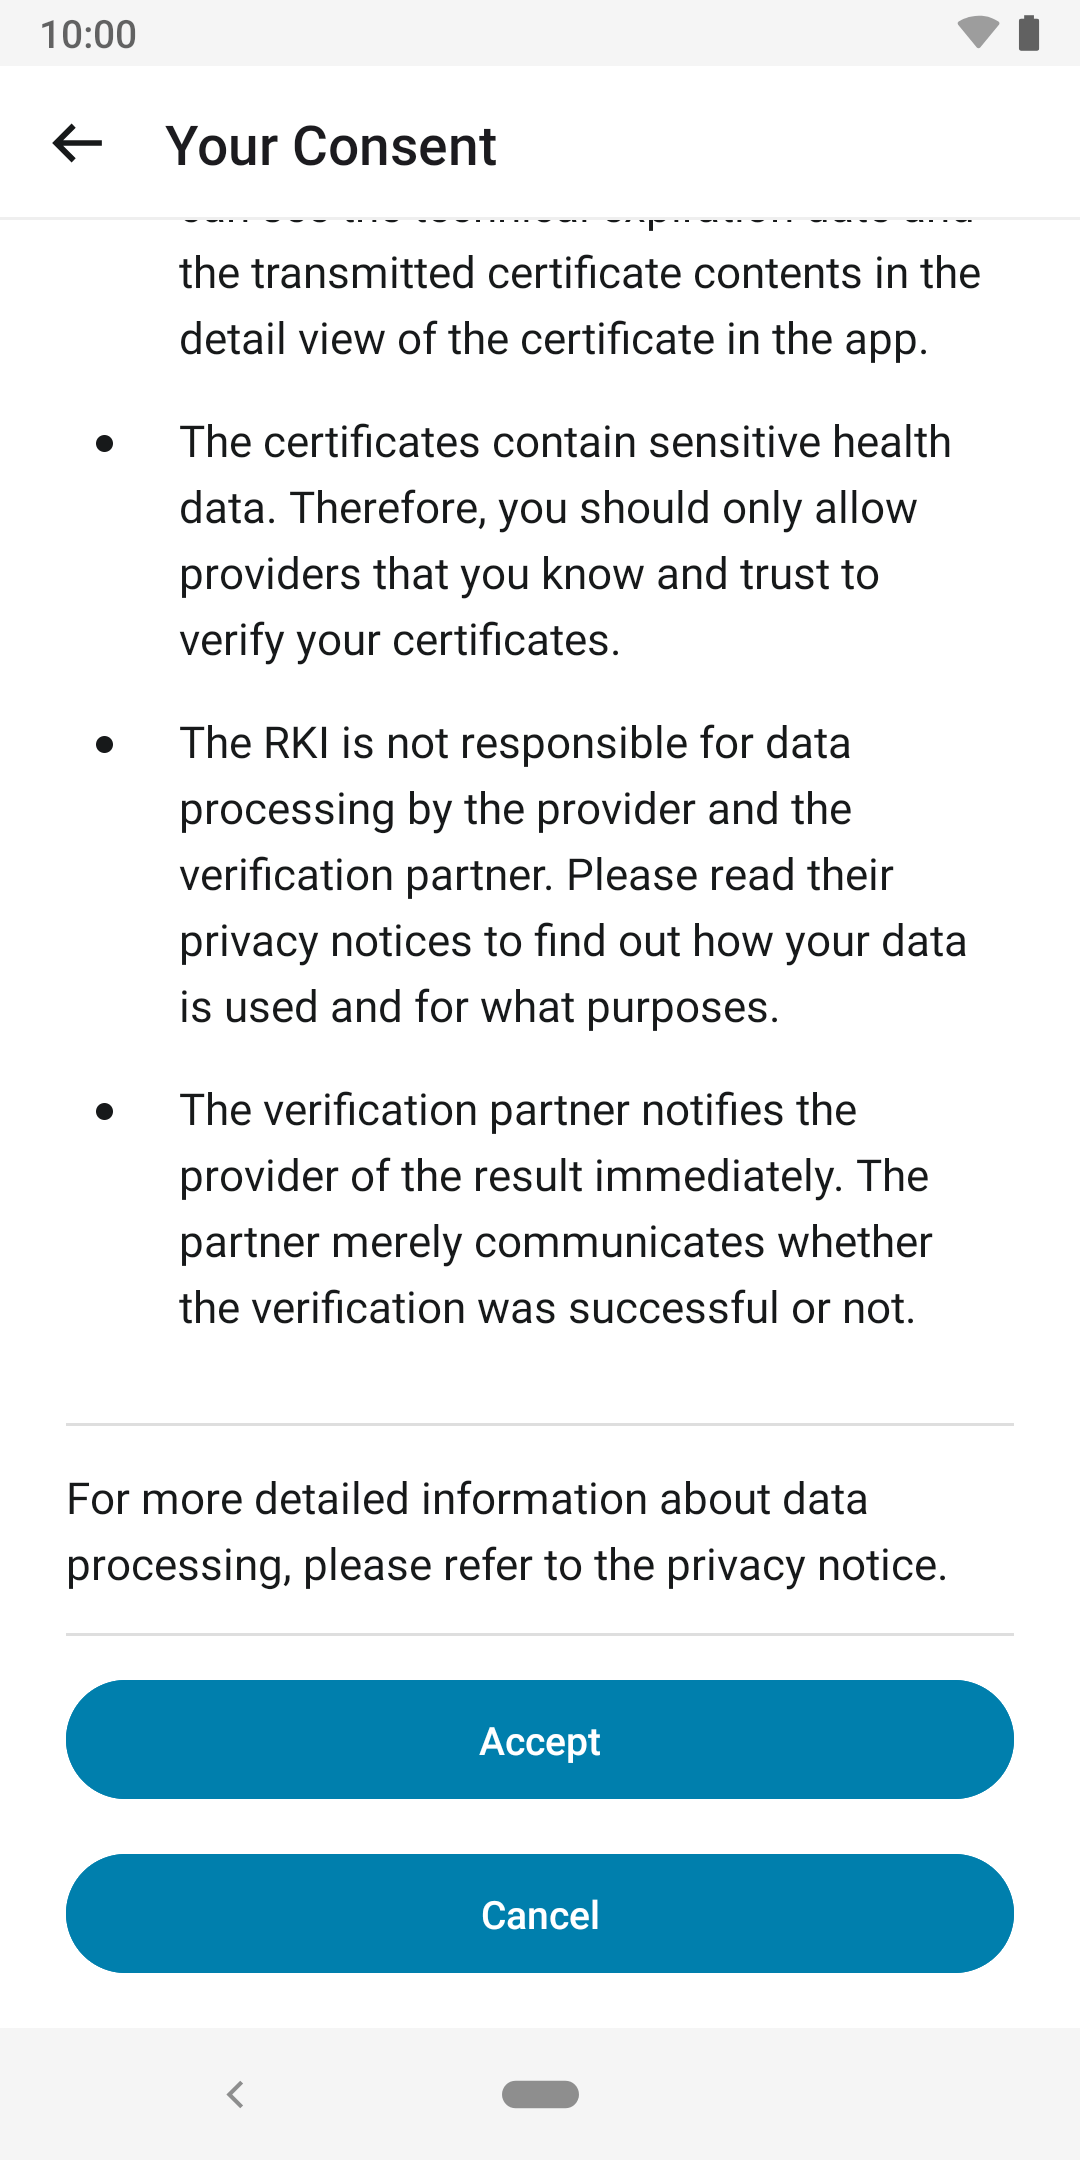 10:00
Your Consent
the transmitted certificate contents in the
detail view of the certificate in the app.
The certificates contain sensitive health
data. Therefore, you should only allow
providers that you know and trust to
verify your certificates.
The RKI is not responsible for data
processing by the provider and the
verification partner. Please read their
privacy notices to find out how your data
is used and for what purposes.
The verification partner notifies the
provider of the result immediately. The
partner merely communicates whether
the verification was successful or not.
For more detailed information about data
processing, please refer to the privacy notice.
Accept
Cancel